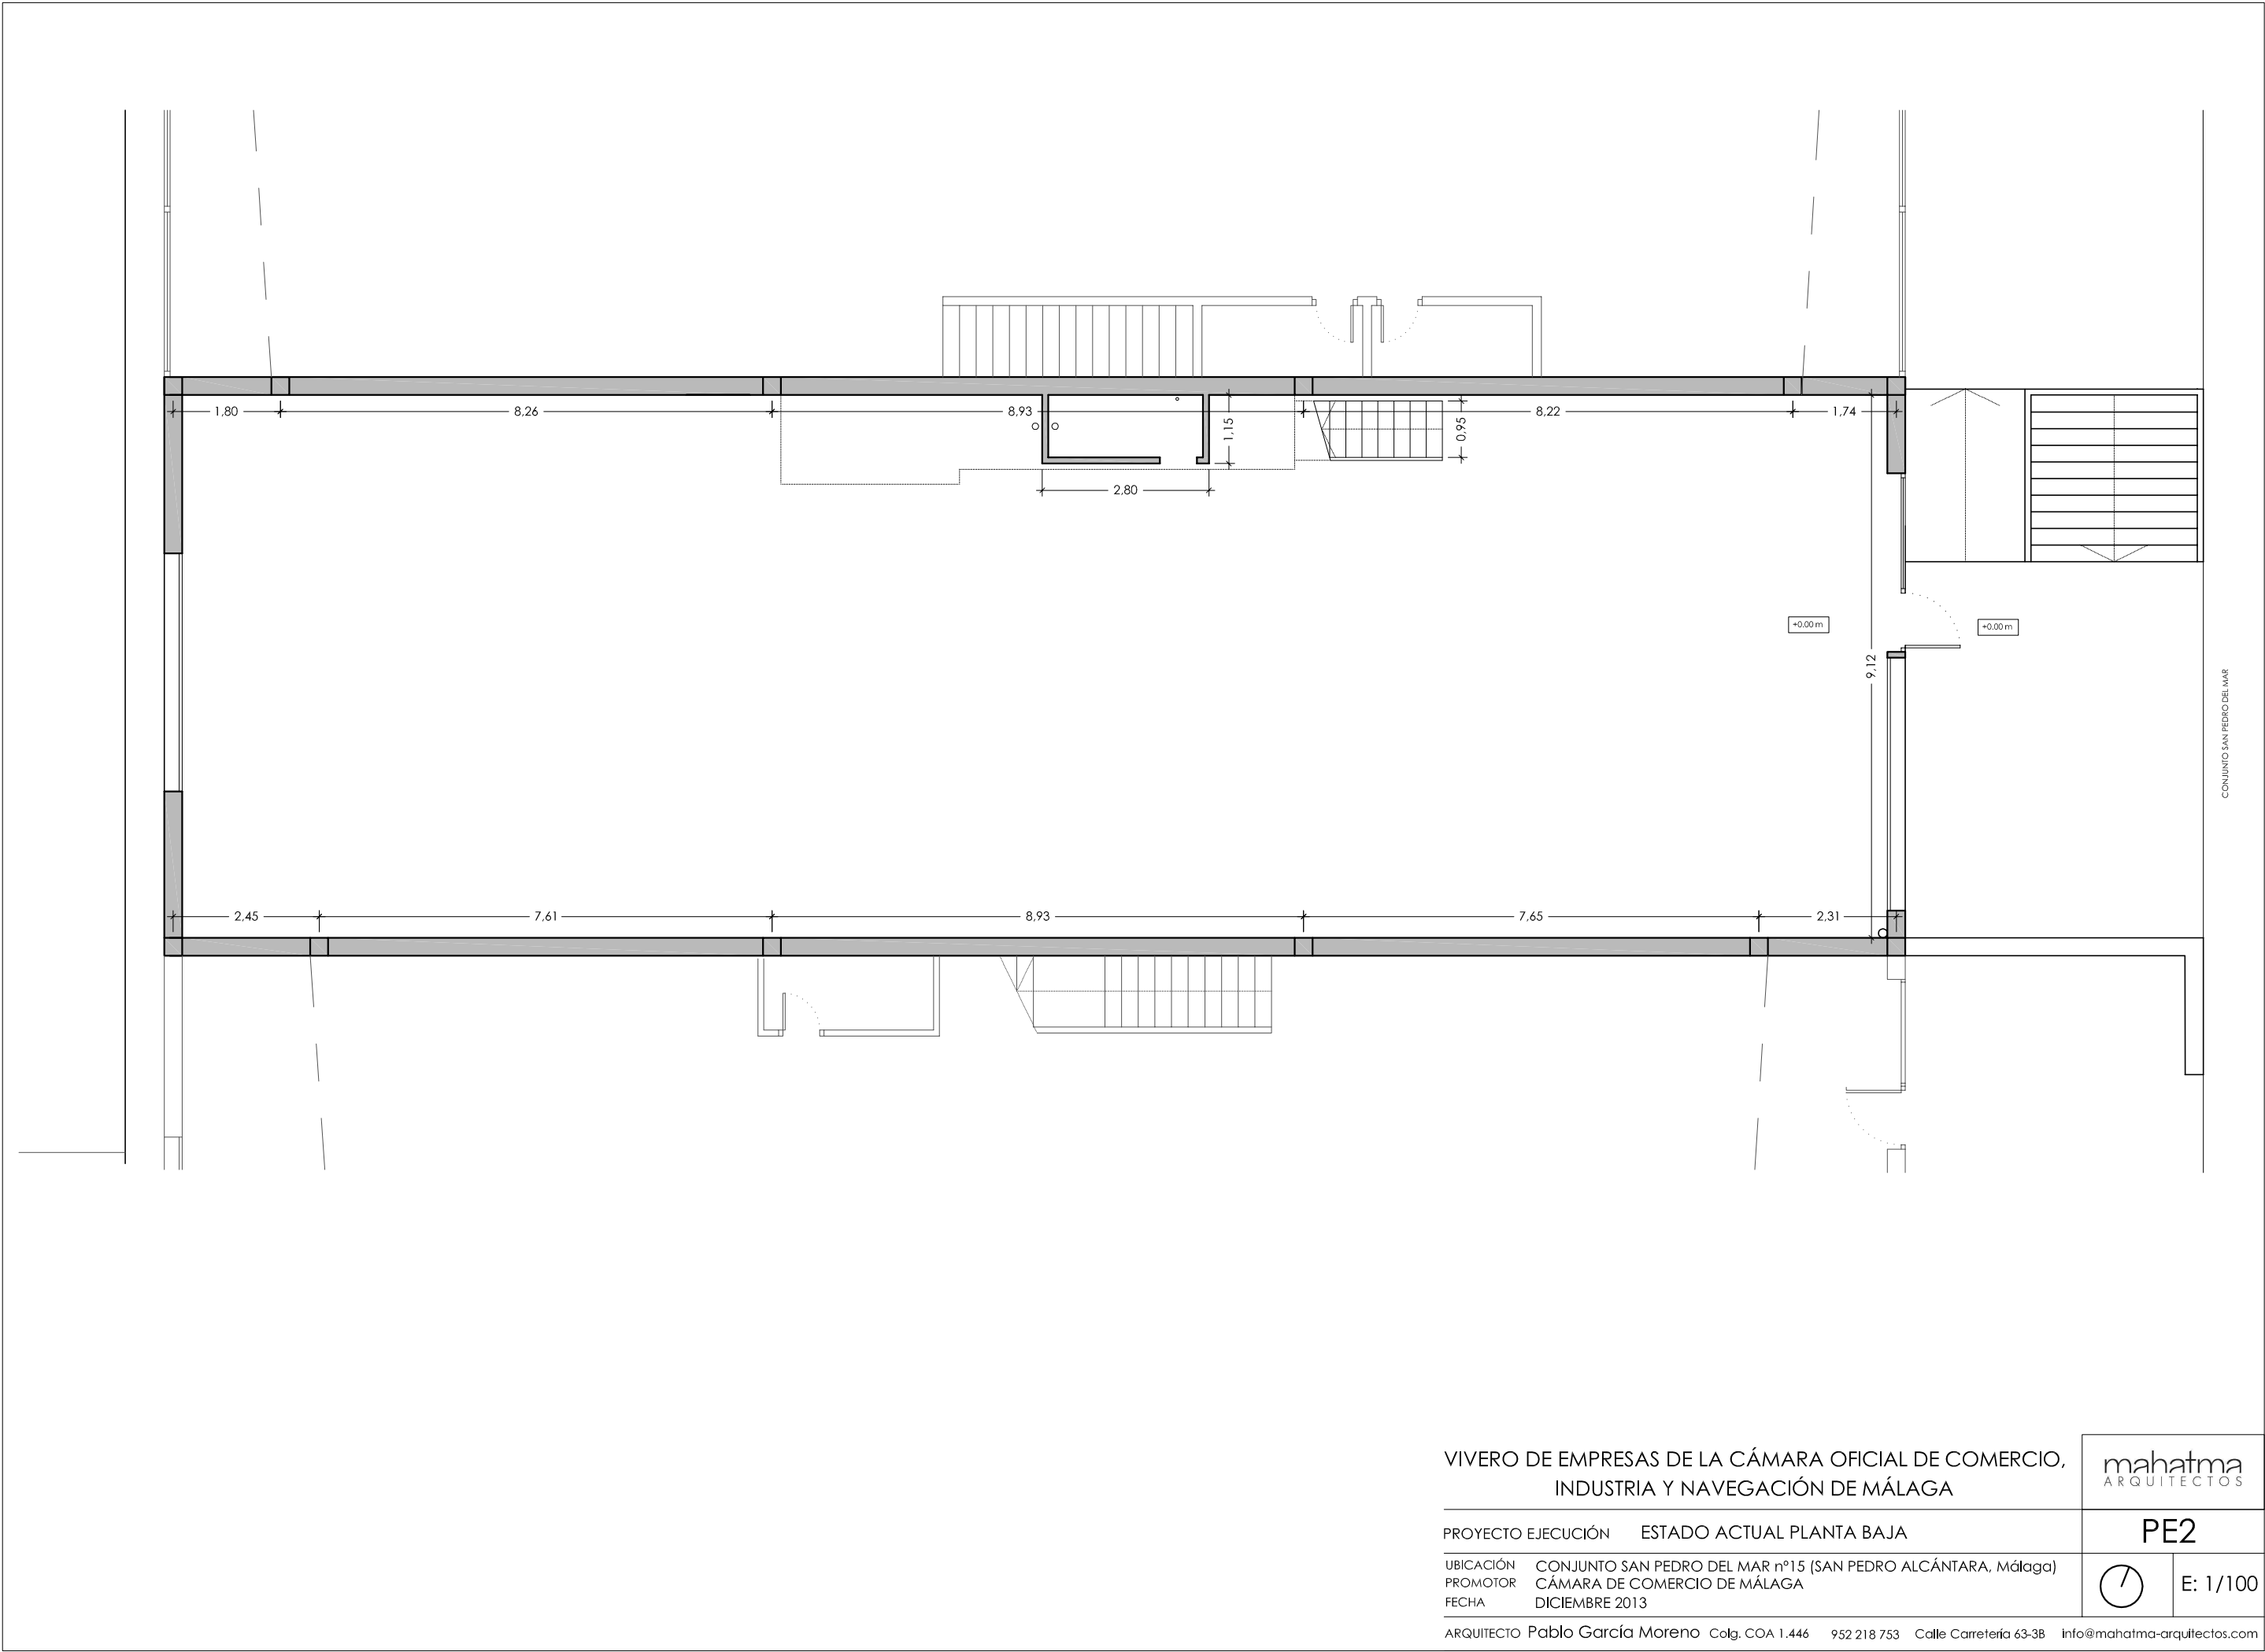 1,80
8,26
8,93
8,22
1,74
1,15
0,95
2,80
+0.00 m
+0.00 m
9,12
CONJUNTO SAN PEDRO DEL MAR
2,45
7,61
8,93
7,65
2,31
VIVERO DE EMPRESAS DE LA CÁMARA OFICIAL DE COMERCIO,
INDUSTRIA Y NAVEGACIÓN DE MÁLAGA
mahatma
ARQUITECTOS
PROYECTO EJECUCIÓN ESTADO ACTUAL PLANTA BAJA
PE2
UBICACIÓN CONJUNTO SAN PEDRO DEL MAR nº15 (SAN PEDRO ALCÁNTARA, Málaga)
PROMOTOR CÁMARA DE COMERCIO DE MÁLAGA
FECHA DICIEMBRE 2013
E: 1/100
ARQUITECTO Pablo García Moreno Colg. COA 1.446 952 218 753 Calle Carretería 63-3B info@mahatma-arquitectos.com